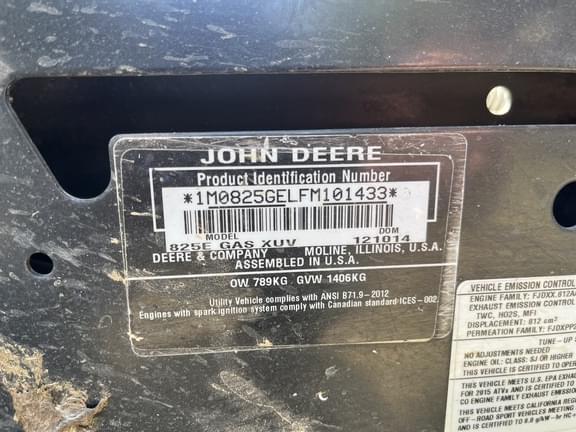 JOHN DEERE
Product Identification Number
*1M0825GELFM101433*
MODEL DOM
825E GAS XUV 121014
DEERE & COMPANY MOLINE, ILLINOIS, U.S.A.
ASSEMBLED IN U.S.A.
OW 789KG GVW 1406KG
Utility Vehicle complies with ANSI B71.9-2012
Engines with spark ignition system comply with Canadian standard-ICES-002
VEHICLE EMISSION CONTROL
ENGINE FAMILY:
EXHAUST EMISSION CONTROL
TWC, HO2S, MFI
DISPLACEMENT: 812 cm³
PERMEATION FAMILY:
TUNE-UP
NO ADJUSTMENTS NEEDED
ENGINE OIL: CLASS: SJ OR HIGHER
THIS VEHICLE IS CERTIFIED TO
THIS VEHICLE MEETS U.S. EPA
FOR 2015 ATVs AND IS CERTIFIED TO
CO ENGINE FAMILY EXHAUST
THIS VEHICLE MEETS CALIFORNIA
OFF-ROAD SPORT VEHICLES MEETING
AND IS CERTIFIED TO